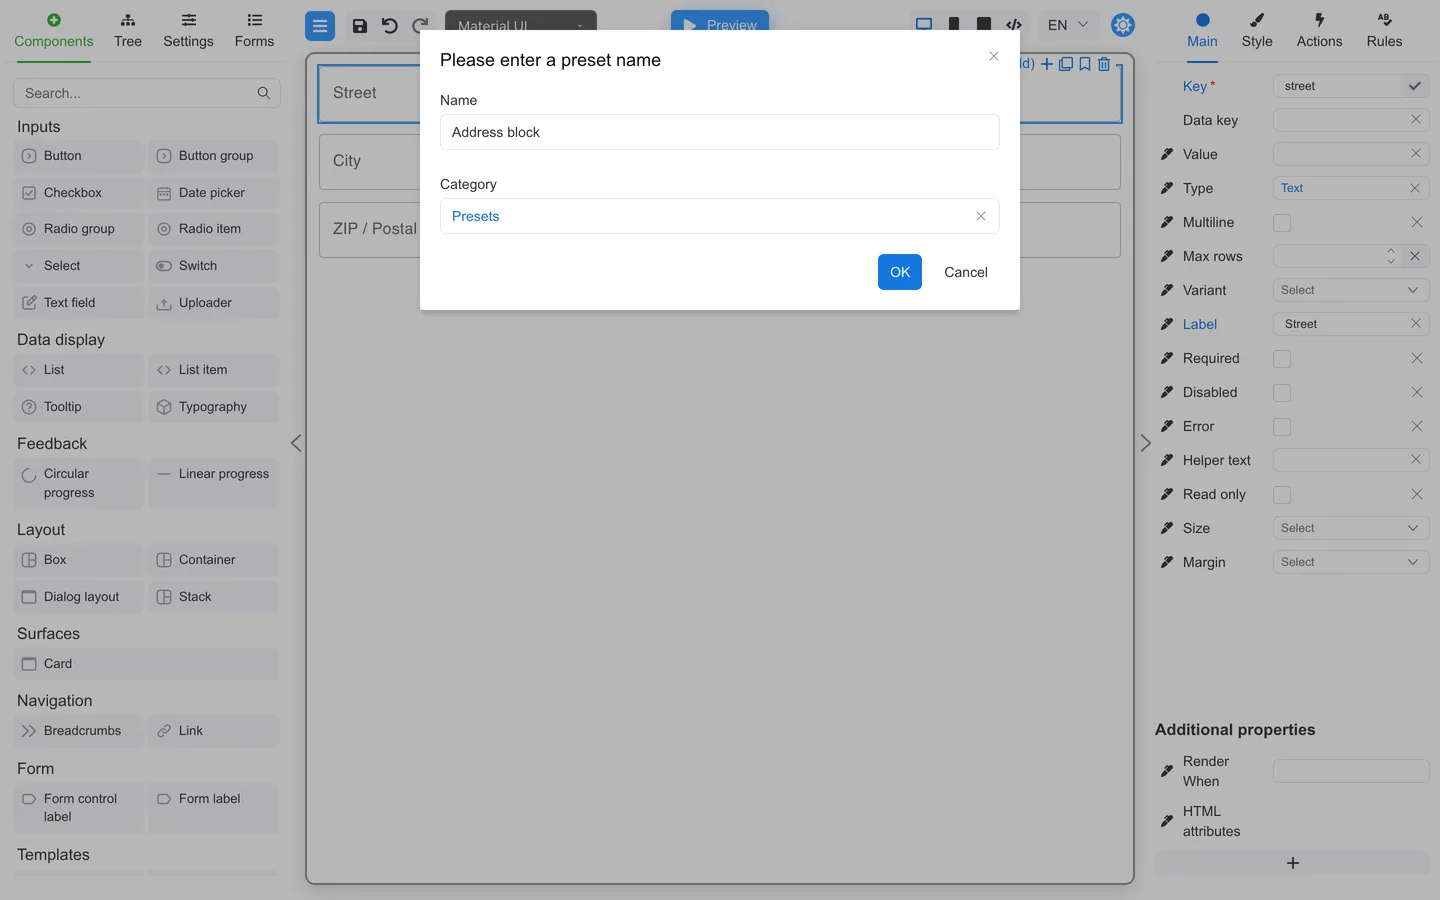 Components
Tree
Settings
Forms
Material UI
Preview
EN
Main
Style
Actions
Rules
Search...
Inputs
Button
Button group
Checkbox
Date picker
Radio group
Radio item
Select
Switch
Text field
Uploader
Data display
List
List item
Tooltip
Typography
Feedback
Circular
progress
Linear progress
Layout
Box
Container
Dialog layout
Stack
Surfaces
Card
Navigation
Breadcrumbs
Link
Form
Form control
label
Form label
Templates
Street
City
ZIP / Postal
ld)
Please enter a preset name
Name
Address block
Category
Presets
OK
Cancel
Key *
street
Data key
Value
Type
Text
Multiline
Max rows
Variant
Select
Label
Street
Required
Disabled
Error
Helper text
Read only
Size
Select
Margin
Select
Additional properties
Render
When
HTML
attributes